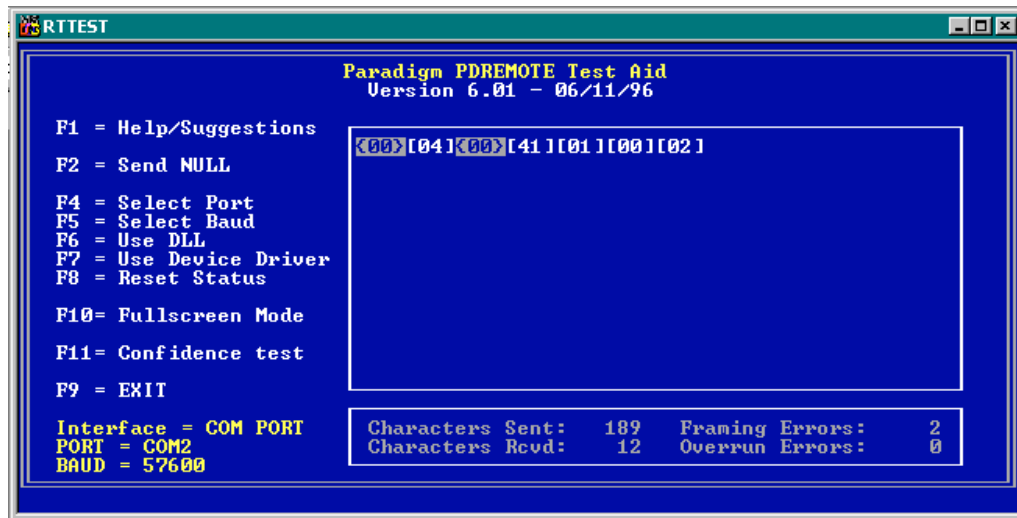 RTTEST
Paradigm PDREMOTE Test Aid
Version 6.01 - 06/11/96
F1 = Help/Suggestions
F2 = Send NULL
F4 = Select Port
F5 = Select Baud
F6 = Use DLL
F7 = Use Device Driver
F8 = Reset Status
F10= Fullscreen Mode
F11= Confidence test
F9 = EXIT
Interface = COM PORT
PORT = COM2
BAUD = 57600
{00}[04]{00}[41][01][00][02]
Characters Sent: 189 Framing Errors: 2
Characters Rcvd: 12 Overrun Errors: 0